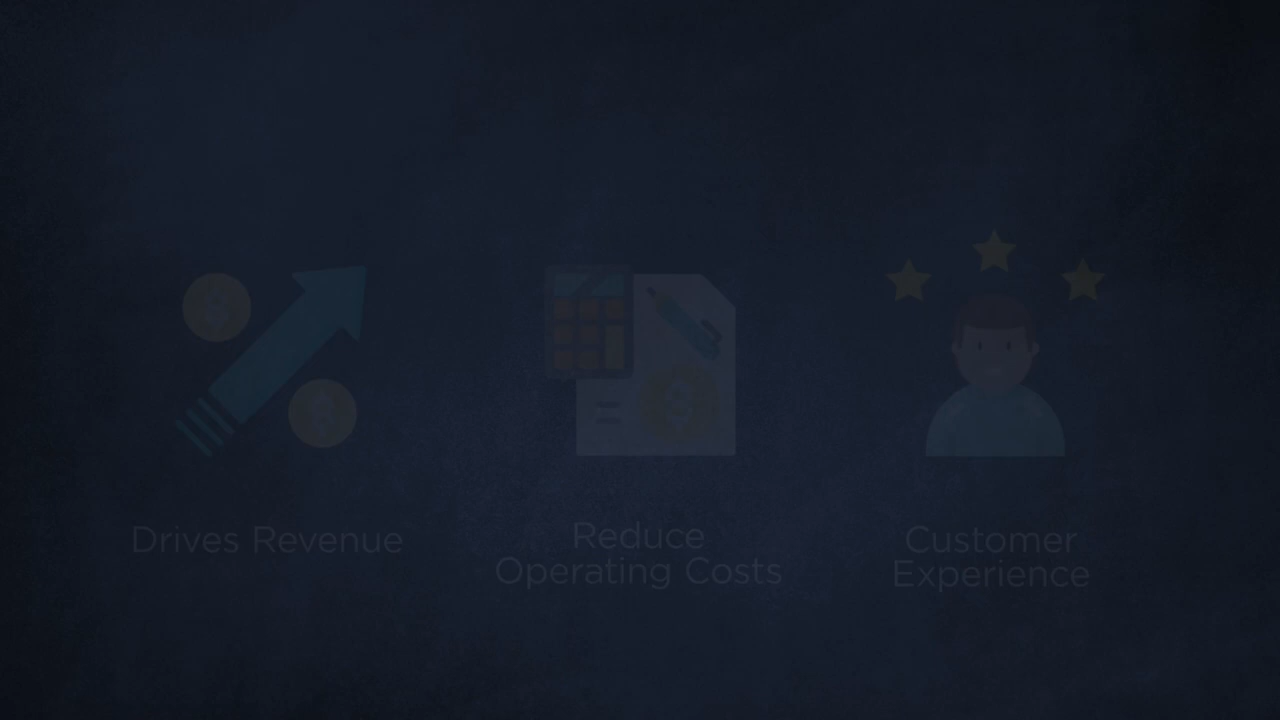 Drives Revenue
Reduce
Operating Costs
Customer
Experience